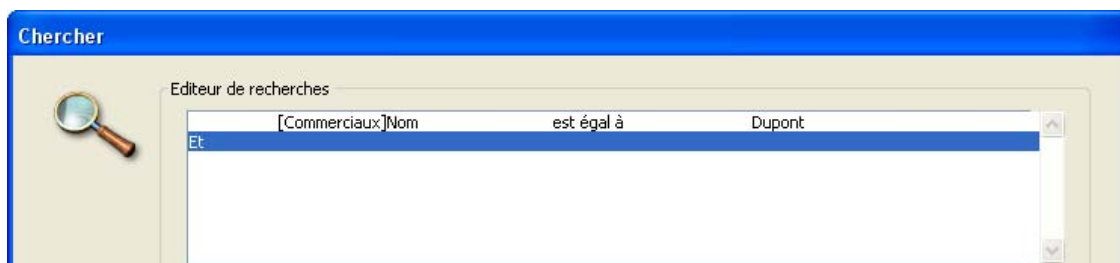 Chercher
Editeur de recherches
[Commerciaux]Nom est égal à Dupont
Et